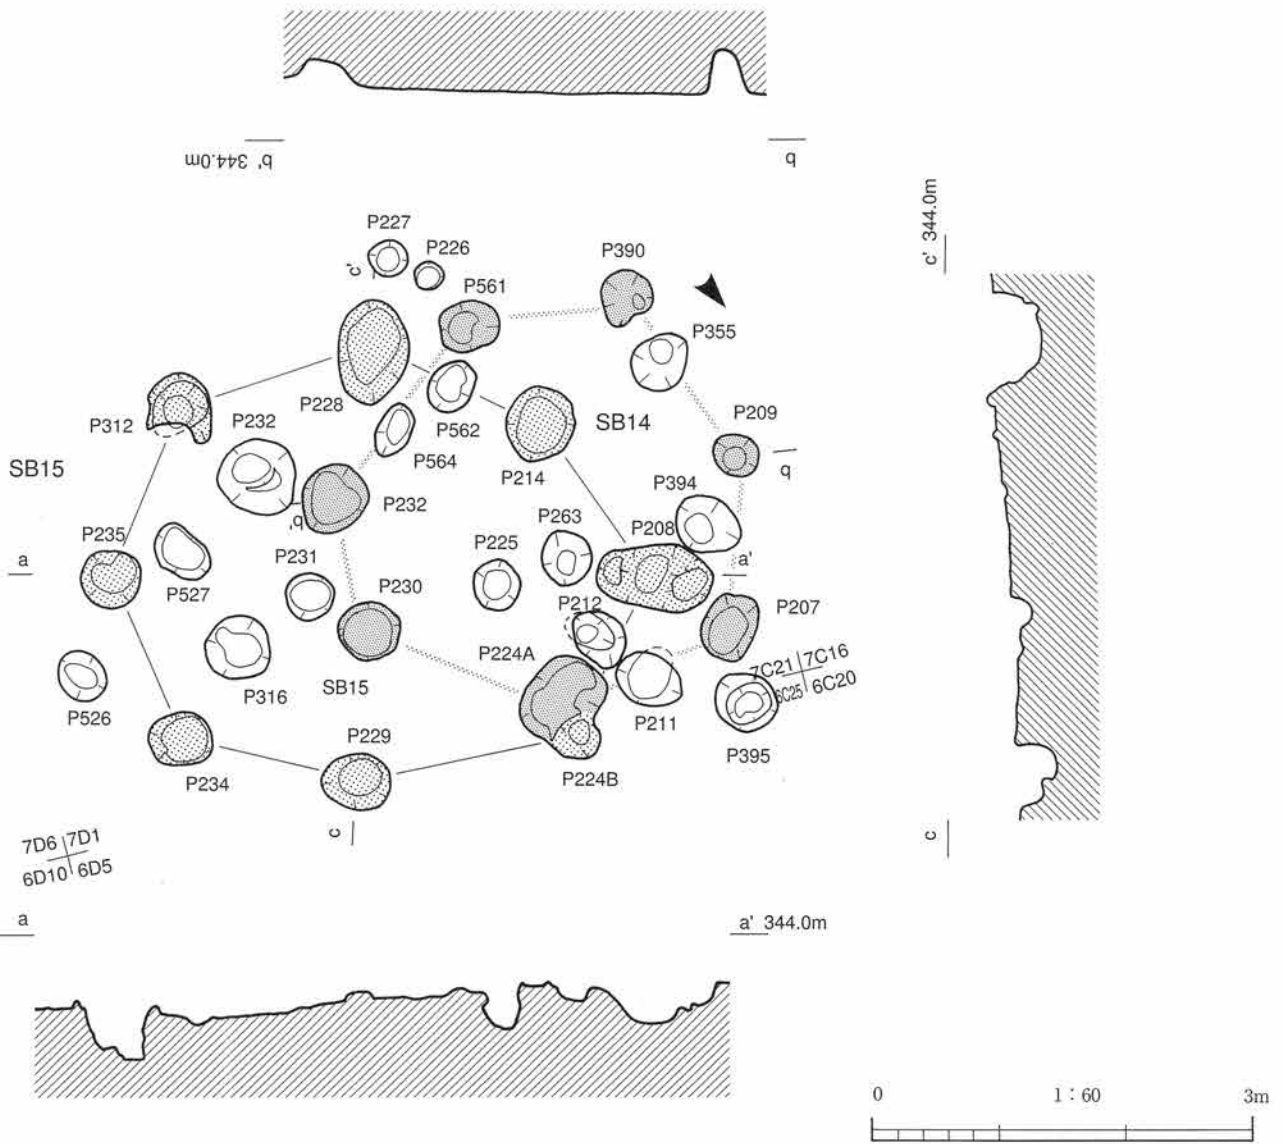 b' 344.0m
b
c' 344.0m
P227
P226
c'
P561
P390
P355
P228
P562
P214
SB14
P209
b
P312
P232
P564
SB15
P232
b'
P394
P235
P263
P208
a
P231
P225
a'
P527
P230
P212
P207
P224A
7C21 7C16
6C25 6C20
P526
P316
SB15
P211
P395
P234
P229
P224B
c
c
7D6 7D1
6D10 6D5
a
a' 344.0m
0 1:60 3m